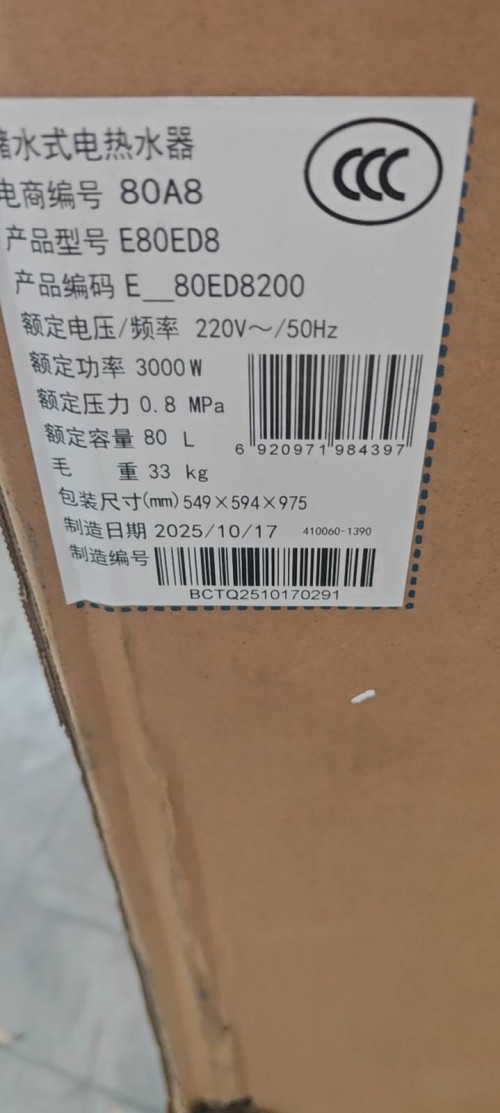 储水式电热水器
电商编号 80A8
产品型号 E80ED8
产品编码 E__80ED8200
额定电压/频率 220V～/50Hz
额定功率 3000W
额定压力 0.8 MPa
额定容量 80 L
毛 重 33 kg
包装尺寸(mm) 549×594×975
制造日期 2025/10/17
制造编号
CCC
6 920971 984397
410060-1390
BCTQ2510170291